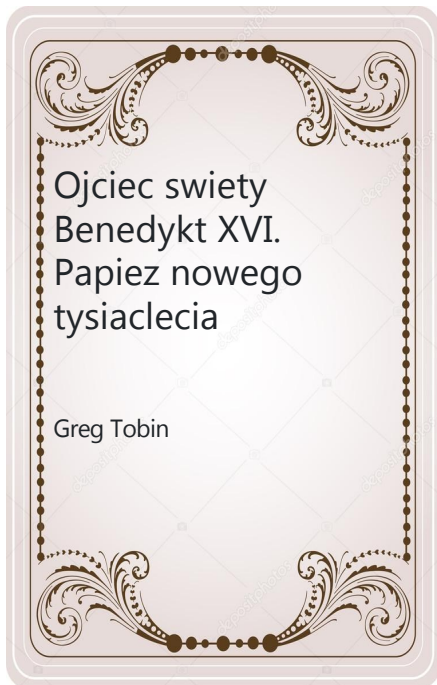 Ojciec swiety
Benedykt XVI.
Papiez nowego
tysiaclecia
Greg Tobin